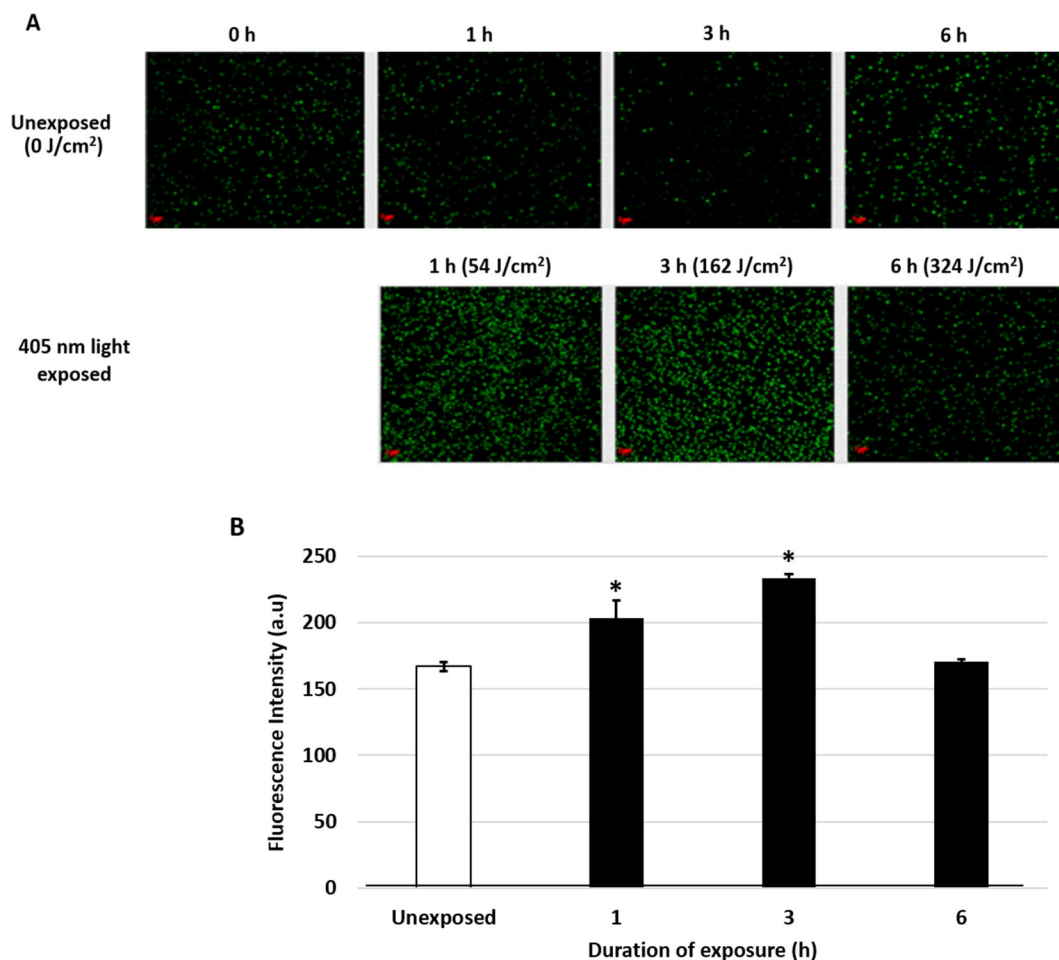 A
0 h 1 h 3 h 6 h
Unexposed
(0 J/cm²)
1 h (54 J/cm²) 3 h (162 J/cm²) 6 h (324 J/cm²)
405 nm light
exposed
B
Fluorescence Intensity (a.u)
250
200
150
100
50
0
* *
Unexposed 1 3 6
Duration of exposure (h)